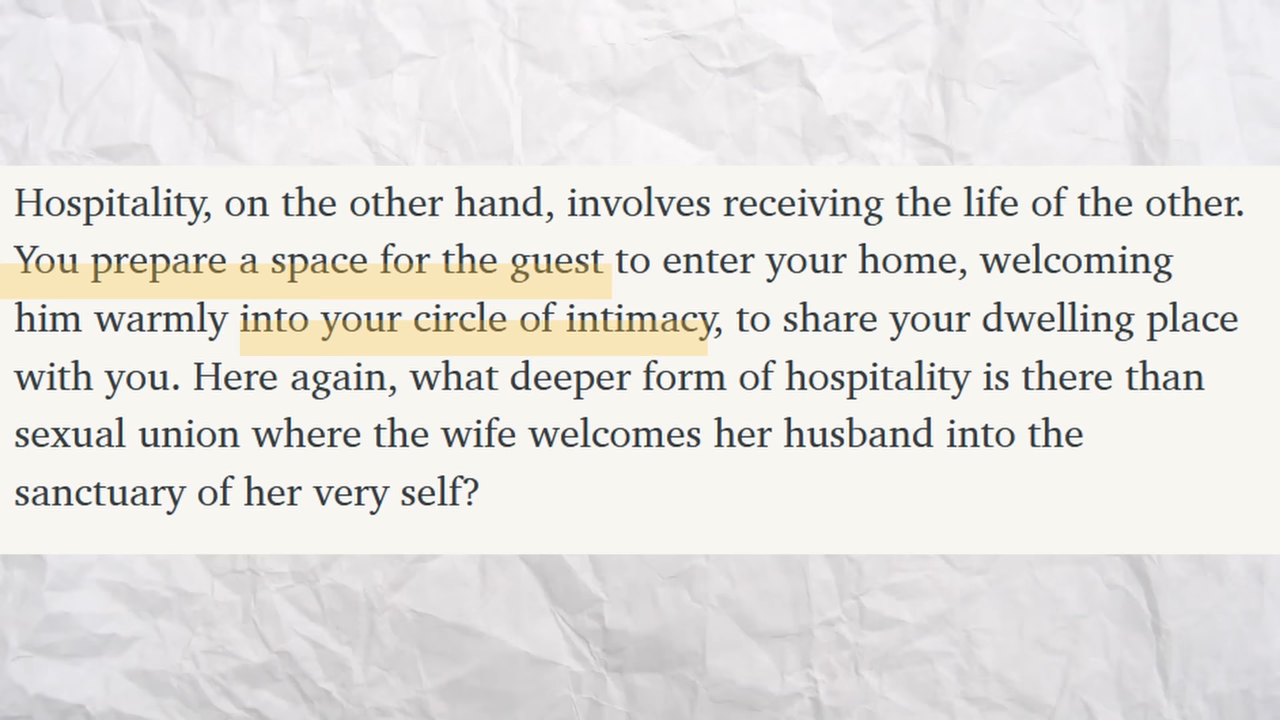 Hospitality, on the other hand, involves receiving the life of the other.
You prepare a space for the guest to enter your home, welcoming
him warmly into your circle of intimacy, to share your dwelling place
with you. Here again, what deeper form of hospitality is there than
sexual union where the wife welcomes her husband into the
sanctuary of her very self?